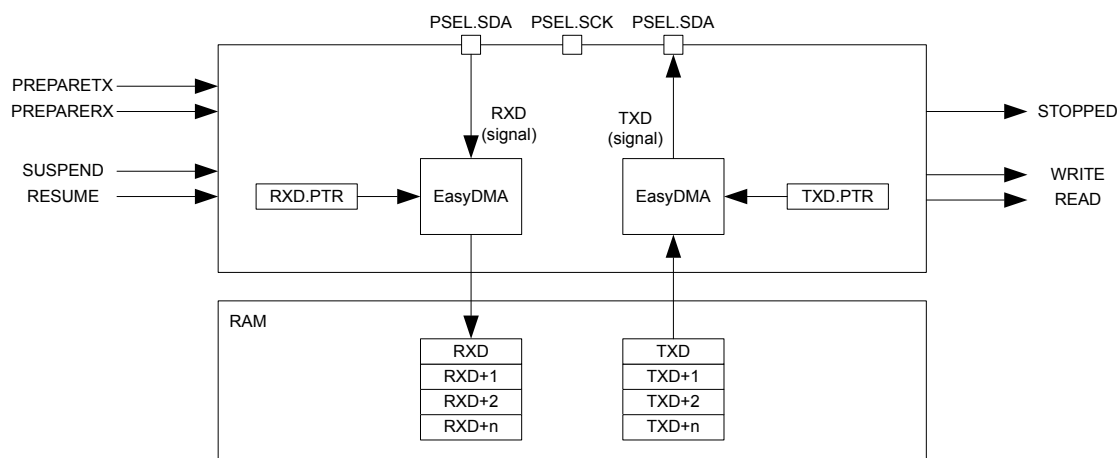 PSEL.SDA PSEL.SCK PSEL.SDA
PREPARETX
PREPARERX
RXD
(signal)
TXD
(signal)
STOPPED
SUSPEND
RESUME
RXD.PTR
EasyDMA
EasyDMA
TXD.PTR
WRITE
READ
RAM
RXD
RXD+1
RXD+2
RXD+n
TXD
TXD+1
TXD+2
TXD+n